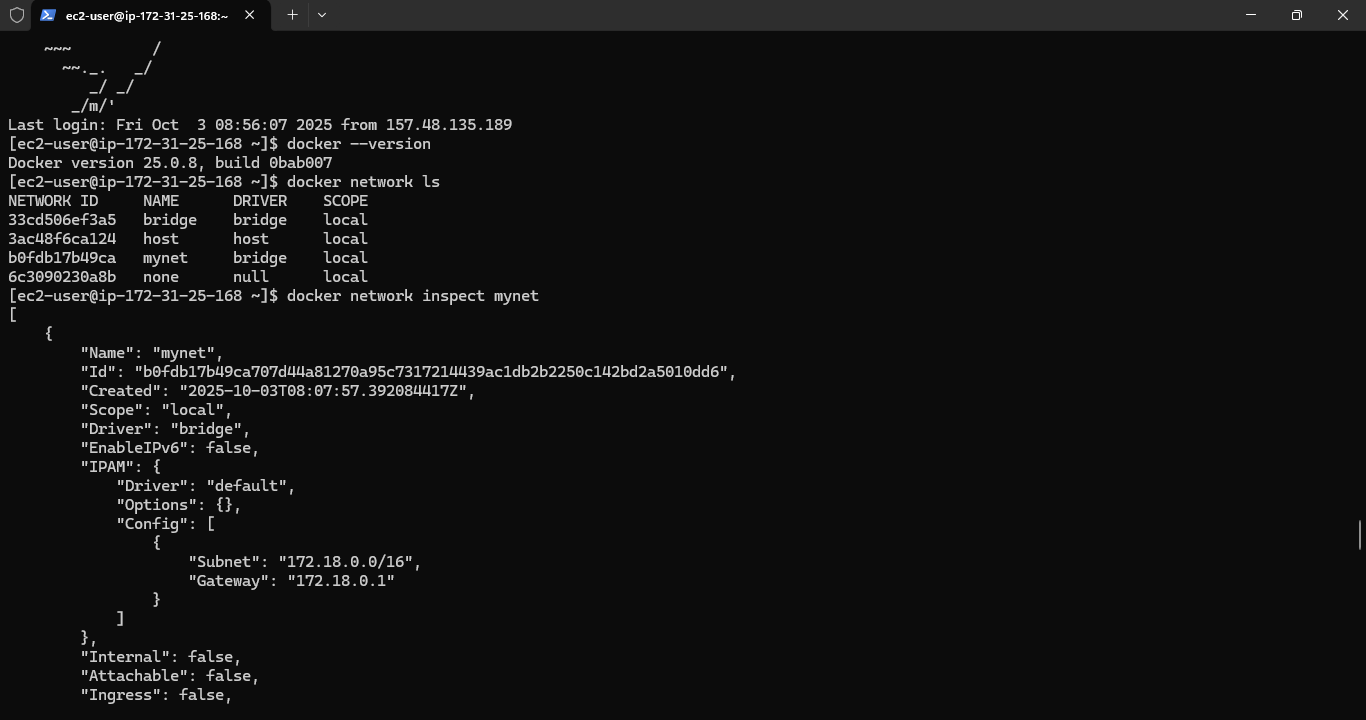 ec2-user@ip-172-31-25-168:~
   ~~~         /
     ~~._.   _/
        _/ _/
      _/m/'
Last login: Fri Oct  3 08:56:07 2025 from 157.48.135.189
[ec2-user@ip-172-31-25-168 ~]$ docker --version
Docker version 25.0.8, build 0bab007
[ec2-user@ip-172-31-25-168 ~]$ docker network ls
NETWORK ID     NAME      DRIVER    SCOPE
33cd506ef3a5   bridge    bridge    local
3ac48f6ca124   host      host      local
b0fdb17b49ca   mynet     bridge    local
6c3090230a8b   none      null      local
[ec2-user@ip-172-31-25-168 ~]$ docker network inspect mynet
[
    {
        "Name": "mynet",
        "Id": "b0fdb17b49ca707d44a81270a95c7317214439ac1db2b2250c142bd2a5010dd6",
        "Created": "2025-10-03T08:07:57.392084417Z",
        "Scope": "local",
        "Driver": "bridge",
        "EnableIPv6": false,
        "IPAM": {
            "Driver": "default",
            "Options": {},
            "Config": [
                {
                    "Subnet": "172.18.0.0/16",
                    "Gateway": "172.18.0.1"
                }
            ]
        },
        "Internal": false,
        "Attachable": false,
        "Ingress": false,